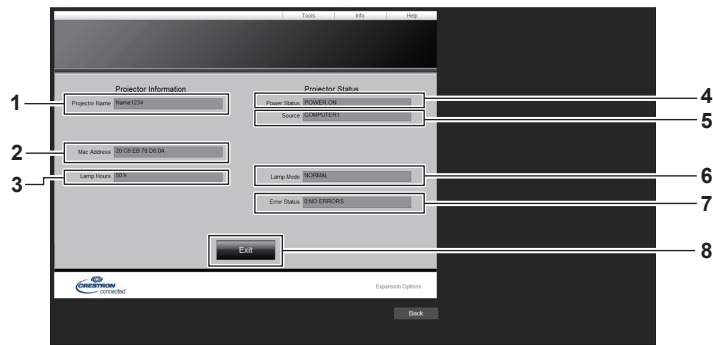 Tools Info Help
Projector Information
Projector Status
1 Projector Name Name1234
Power Status POWER ON 4
Source COMPUTER1 5
2 Mac Address 20:C6:EB:78:D6:0A
3 Lamp Hours 50 h
Lamp Mode NORMAL 6
Error Status 0:NO ERRORS 7
Exit 8
CRESTRON
connected
Expansion Options
Back